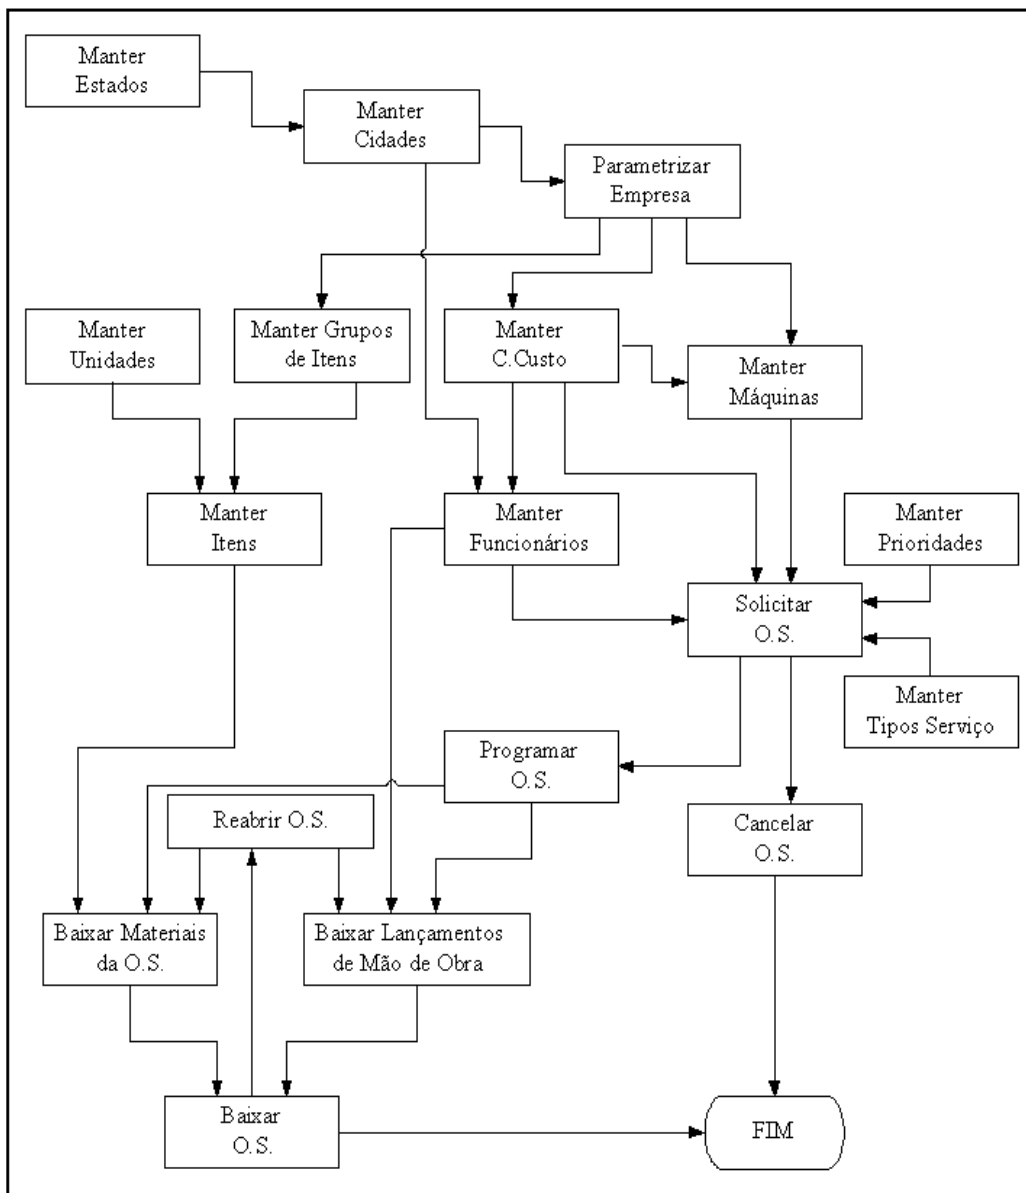 Manter
Estados
Manter
Cidades
Parametrizar
Empresa
Manter
Unidades
Manter Grupos
de Itens
Manter
C.Custo
Manter
Máquinas
Manter
Itens
Manter
Funcionários
Manter
Prioridades
Solicitar
O.S.
Manter
Tipos Serviço
Programar
O.S.
Reabrir O.S.
Cancelar
O.S.
Baixar Materiais
da O.S.
Baixar Lançamentos
de Mão de Obra
Baixar
O.S.
FIM